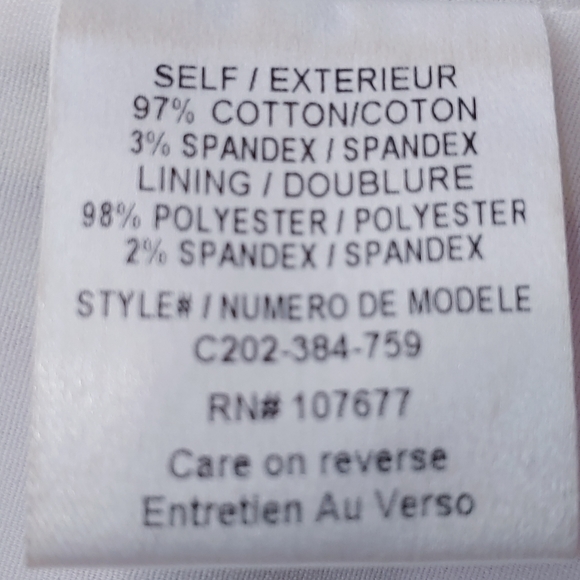 SELF / EXTERIEUR
97% COTTON/COTON
3% SPANDEX / SPANDEX
LINING / DOUBLURE
98% POLYESTER / POLYESTER
2% SPANDEX / SPANDEX
STYLE# / NUMERO DE MODELE
C202-384-759
RN# 107677
Care on reverse
Entretien Au Verso